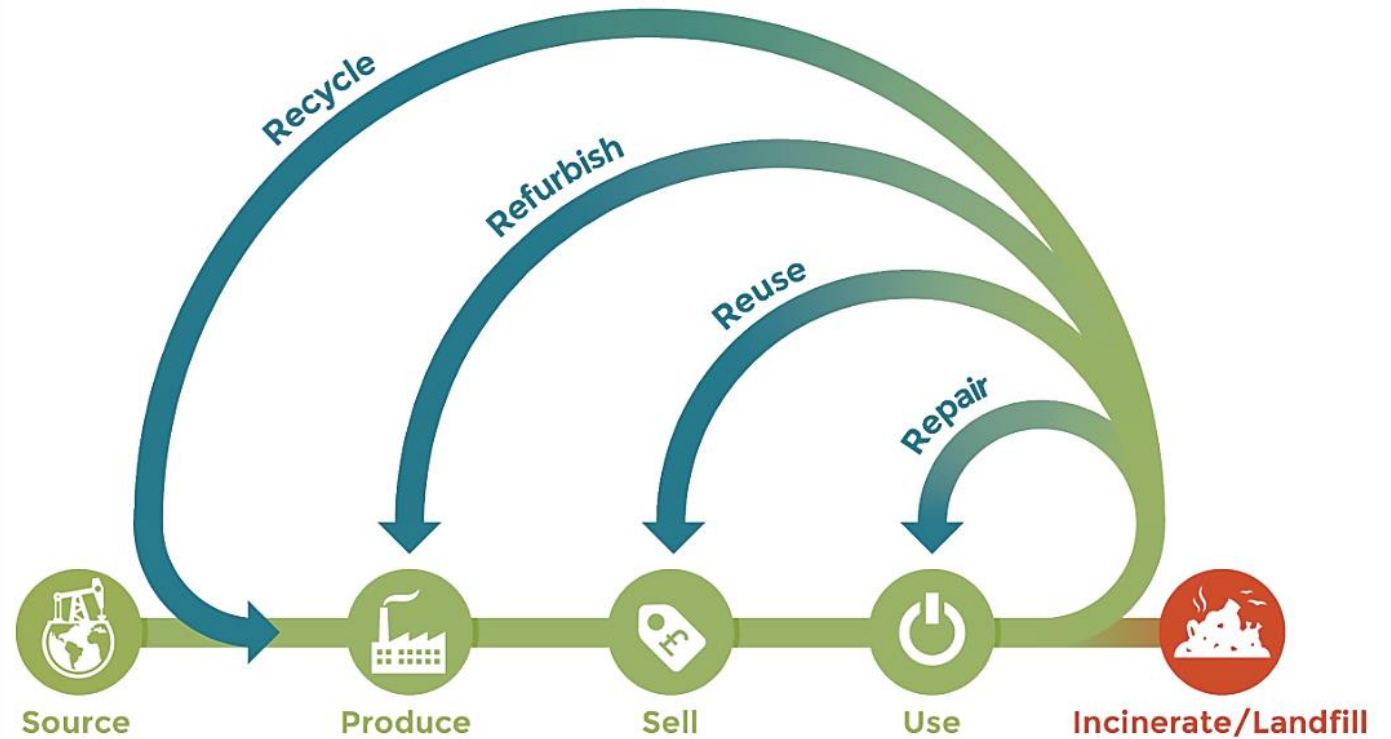 Recycle
Refurbish
Reuse
Repair
£
Source
Produce
Sell
Use
Incinerate/Landfill